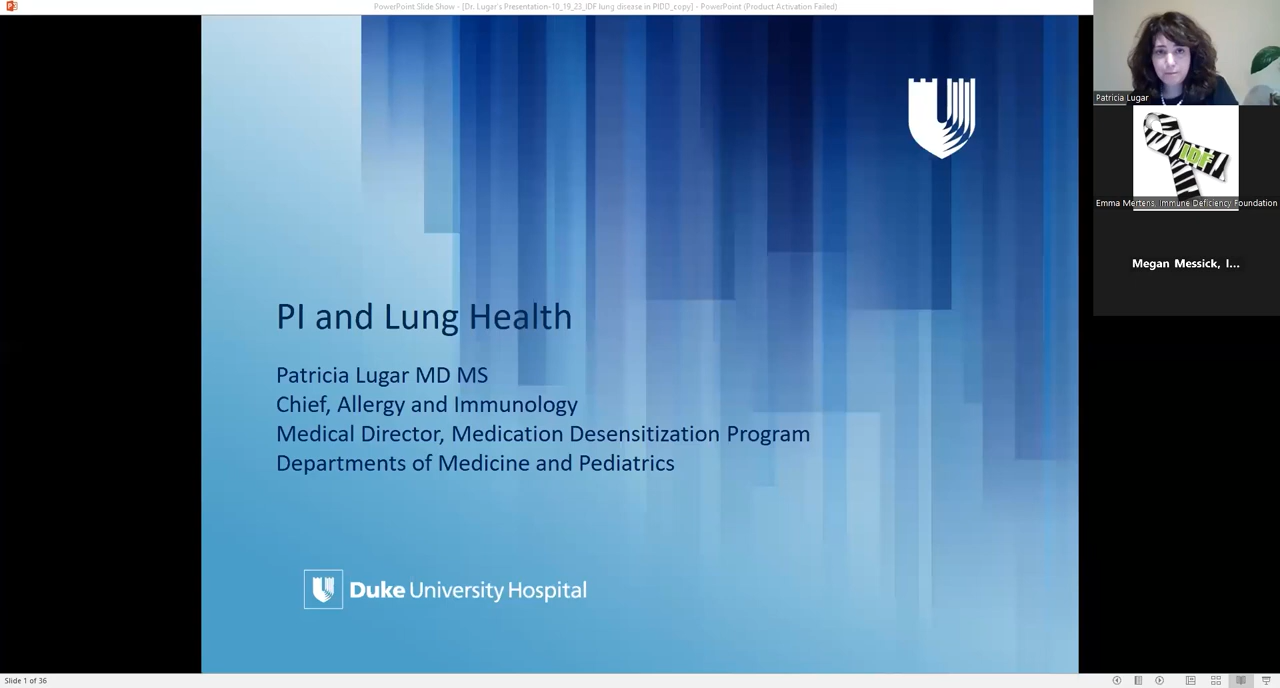 PowerPoint Slide Show - [Dr. Lugar's Presentation-10_19_23_IDF lung disease in PIDD_copy] - PowerPoint (Product Activation Failed)
Patricia Lugar
IDF
Emma Mertens, Immune Deficiency Foundation
Megan Messick, I...
PI and Lung Health
Patricia Lugar MD MS
Chief, Allergy and Immunology
Medical Director, Medication Desensitization Program
Departments of Medicine and Pediatrics
Duke University Hospital
Slide 1 of 36